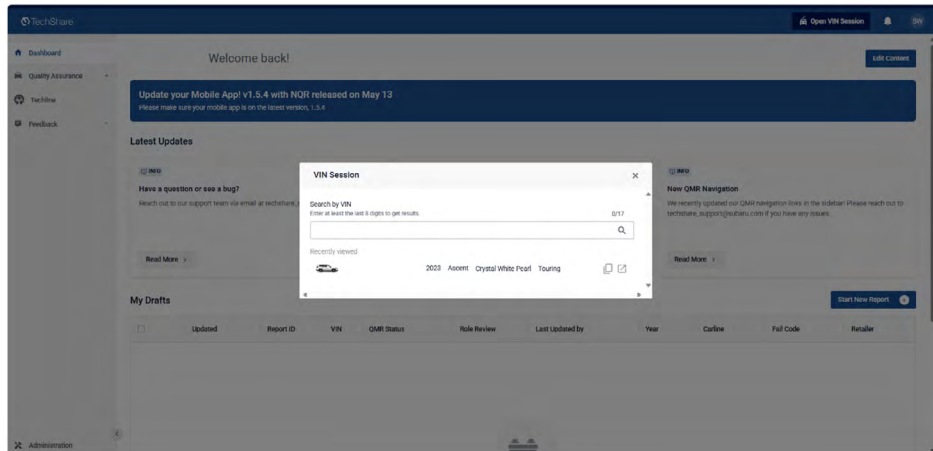 TechShare
Open VIN Session
SW
Dashboard
Quality Assurance
Techline
Feedback
Welcome back!
Edit Content
Update your Mobile App! v1.5.4 with NQR released on May 13
Please make sure your mobile app is on the latest version, 1.5.4
Latest Updates
INFO
Have a question or see a bug?
Reach out to our support team via email at techshare_s
Read More
VIN Session
Search by VIN
Enter at least the last 8 digits to get results
0/17
Recently viewed
2023 Ascent Crystal White Pearl Touring
INFO
New QMR Navigation
We recently updated our QMR navigation links in the sidebar! Please reach out to
techshare_support@subaru.com if you have any issues.
Read More
My Drafts
Start New Report
Updated Report ID VIN QMR Status Role Review Last Updated by Year Carline Fail Code Retailer
Administration